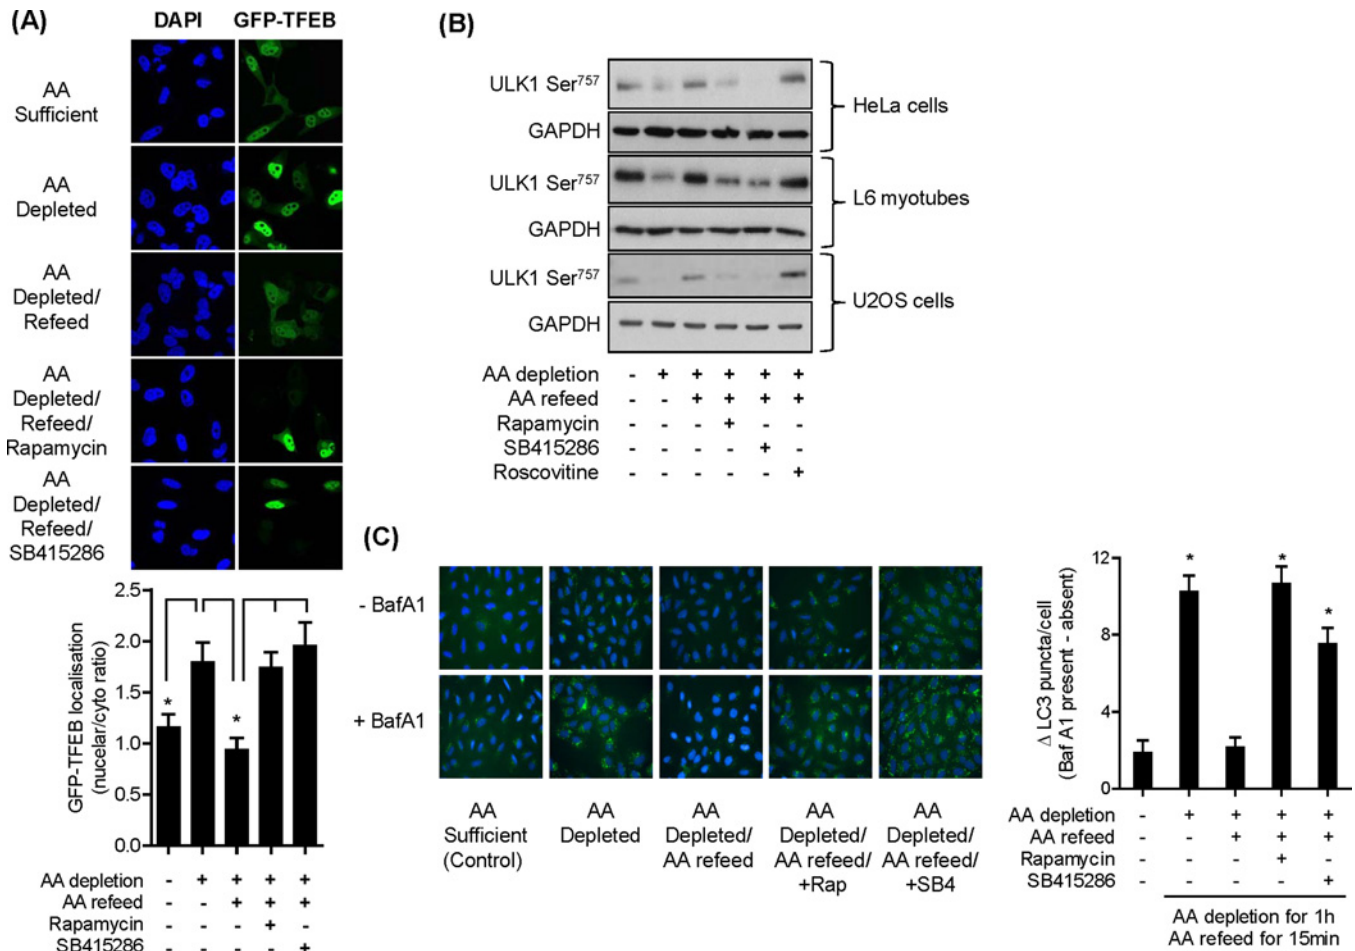 (A)
DAPI GFP-TFEB
AA
Sufficient
AA
Depleted
AA
Depleted/
Refeed
AA
Depleted/
Refeed/
Rapamycin
AA
Depleted/
Refeed/
SB415286
2.5
2.0
1.5
1.0
0.5
0.0
GFP-TFEB localisation
(nucelar/cyto ratio)
* *
AA depletion - + + + +
AA refeed - - + + +
Rapamycin - - - + -
SB415286 - - - - +
(B)
ULK1 Ser757
GAPDH
HeLa cells
ULK1 Ser757
GAPDH
L6 myotubes
ULK1 Ser757
GAPDH
U2OS cells
AA depletion - + + + + +
AA refeed - - + + + +
Rapamycin - - - + - -
SB415286 - - - - + -
Roscovitine - - - - - +
(C)
- BafA1
+ BafA1
AA
Sufficient
(Control)
AA
Depleted
AA
Depleted/
AA refeed
AA
Depleted/
AA refeed/
+Rap
AA
Depleted/
AA refeed/
+SB4
12
8
4
0
Δ LC3 puncta/cell
(Baf A1 present - absent)
* * *
AA depletion - + + + +
AA refeed - - + + +
Rapamycin - - - + -
SB415286 - - - - +
AA depletion for 1h
AA refeed for 15min